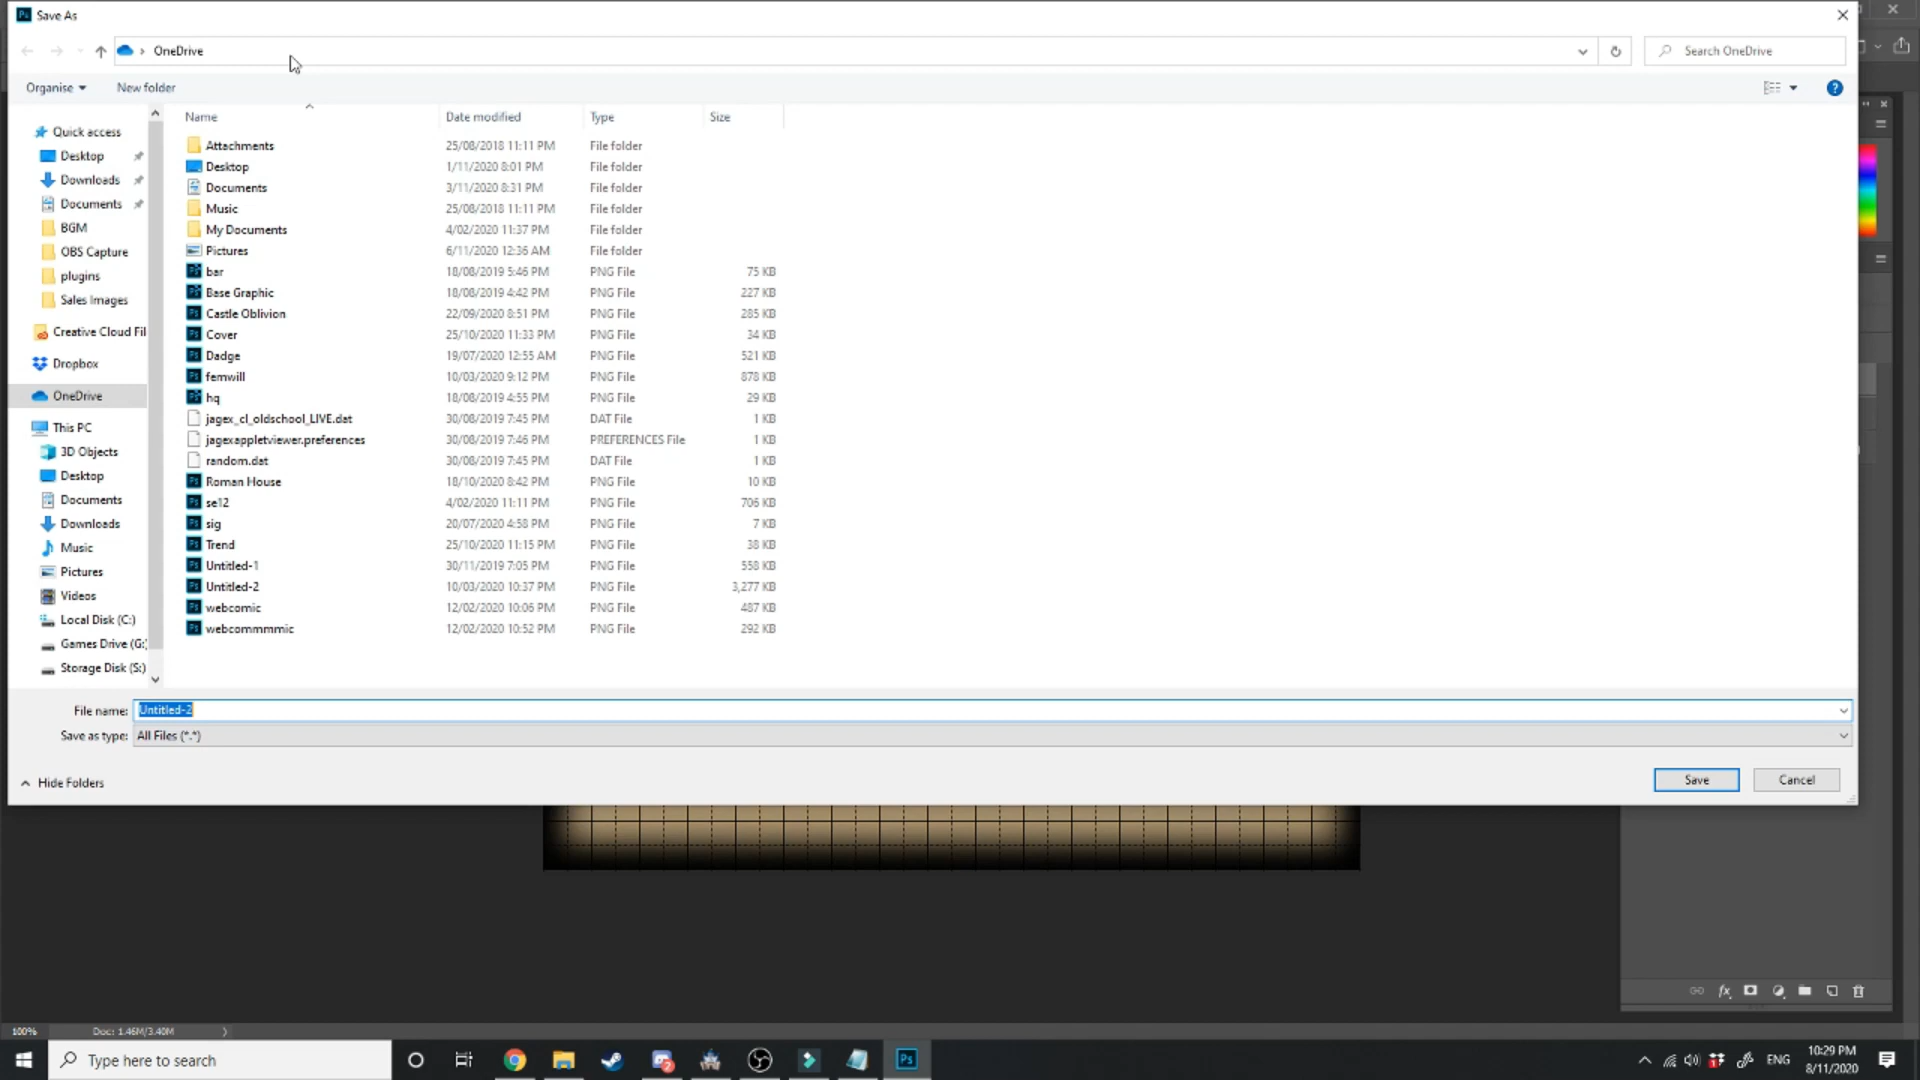 Save As
OneDrive
Search OneDrive
Organise
New folder
Name
Date modified
Type
Size
Quick access
Desktop
Downloads
Documents
BGM
OBS Capture
plugins
Sales Images
Creative Cloud Fil
Dropbox
OneDrive
This PC
3D Objects
Desktop
Documents
Downloads
Music
Pictures
Videos
Local Disk (C:)
Games Drive (G:)
Storage Disk (S:)
Attachments 25/08/2018 11:11 PM File folder
Desktop 1/11/2020 8:01 PM File folder
Documents 3/11/2020 8:31 PM File folder
Music 25/08/2018 11:11 PM File folder
My Documents 4/02/2020 11:37 PM File folder
Pictures 6/11/2020 12:36 AM File folder
bar 18/08/2019 5:46 PM PNG File 75 KB
Base Graphic 18/08/2019 4:42 PM PNG File 227 KB
Castle Oblivion 22/09/2020 8:51 PM PNG File 285 KB
Cover 25/10/2020 11:33 PM PNG File 34 KB
Dadge 19/07/2020 12:55 AM PNG File 521 KB
femwill 10/03/2020 9:12 PM PNG File 878 KB
hq 18/08/2019 4:55 PM PNG File 29 KB
jagex_cl_oldschool_LIVE.dat 30/08/2019 7:45 PM DAT File 1 KB
jagexappletviewer.preferences 30/08/2019 7:46 PM PREFERENCES File 1 KB
random.dat 30/08/2019 7:45 PM DAT File 1 KB
Roman House 18/10/2020 8:42 PM PNG File 10 KB
se12 4/02/2020 11:11 PM PNG File 706 KB
sig 20/07/2020 4:58 PM PNG File 7 KB
Trend 25/10/2020 11:15 PM PNG File 38 KB
Untitled-1 30/11/2019 7:05 PM PNG File 558 KB
Untitled-2 10/03/2020 10:37 PM PNG File 3,277 KB
webcomic 12/02/2020 10:06 PM PNG File 487 KB
webcommmmic 12/02/2020 10:52 PM PNG File 292 KB
File name: Untitled-2
Save as type: All Files (*.*)
Hide Folders
Save
Cancel
fx
100%
Doc: 1.46M/3.40M
Type here to search
Ps
ENG
10:29 PM
8/11/2020